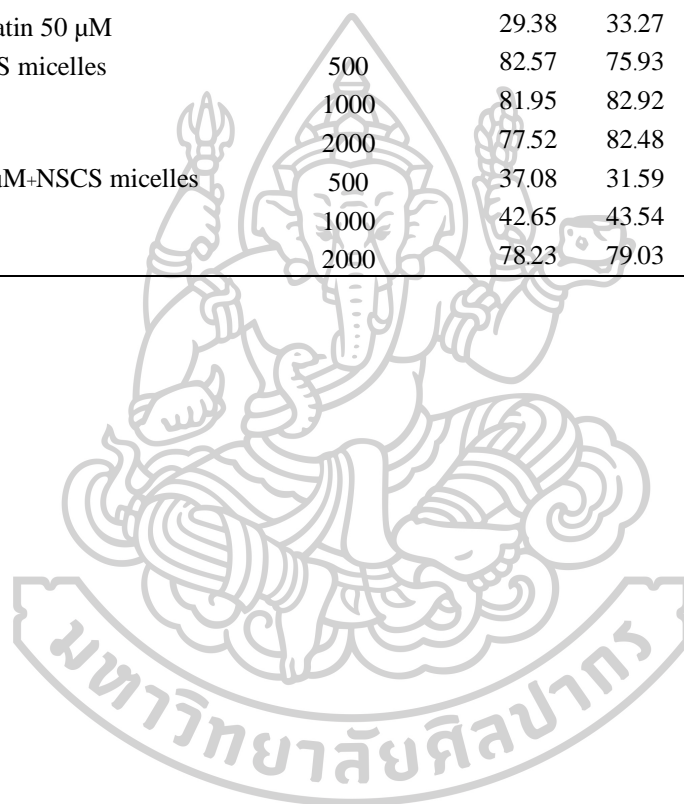 atin 50 μM 29.38 33.27
S micelles 500 82.57 75.93
1000 81.95 82.92
2000 77.52 82.48
μM+NSCS micelles 500 37.08 31.59
1000 42.65 43.54
2000 78.23 79.03
มหาวิทยาลัยศิลปากร